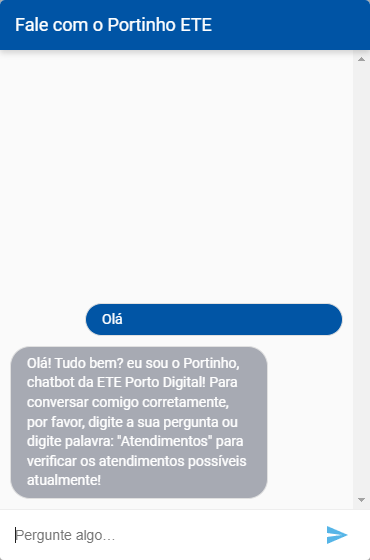 Fale com o Portinho ETE
Olá
Olá! Tudo bem? eu sou o Portinho,
chatbot da ETE Porto Digital! Para
conversar comigo corretamente,
por favor, digite a sua pergunta ou
digite palavra: "Atendimentos" para
verificar os atendimentos possíveis
atualmente!
Pergunte algo...